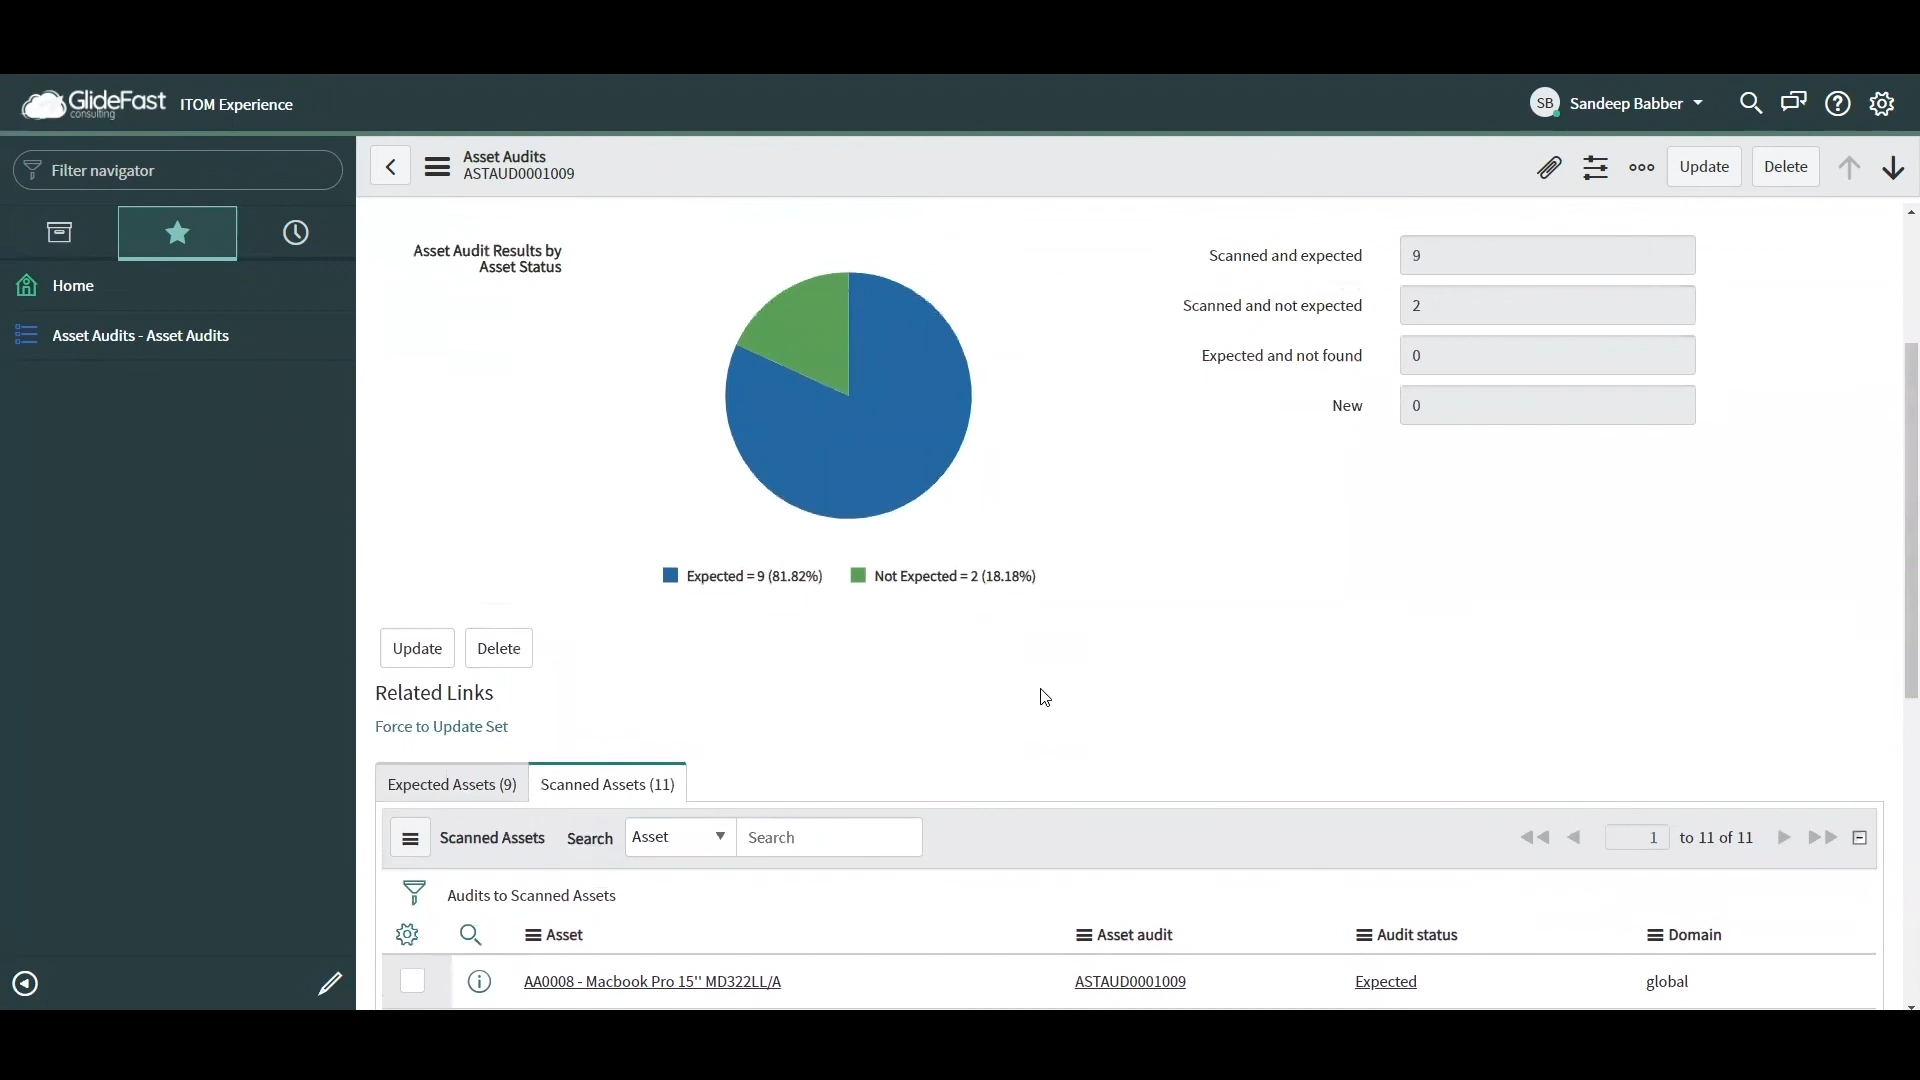 GlideFast
consulting
ITOM Experience
SB
Sandeep Babber
Filter navigator
Home
Asset Audits - Asset Audits
Asset Audits
ASTAUD0001009
Update
Delete
Asset Audit Results by
Asset Status
Expected = 9 (81.82%)
Not Expected = 2 (18.18%)
Scanned and expected
9
Scanned and not expected
2
Expected and not found
0
New
0
Update
Delete
Related Links
Force to Update Set
Expected Assets (9)
Scanned Assets (11)
Scanned Assets
Search
Asset
Search
1
to 11 of 11
Audits to Scanned Assets
Asset
Asset audit
Audit status
Domain
AA0008 - Macbook Pro 15'' MD322LL/A
ASTAUD0001009
Expected
global